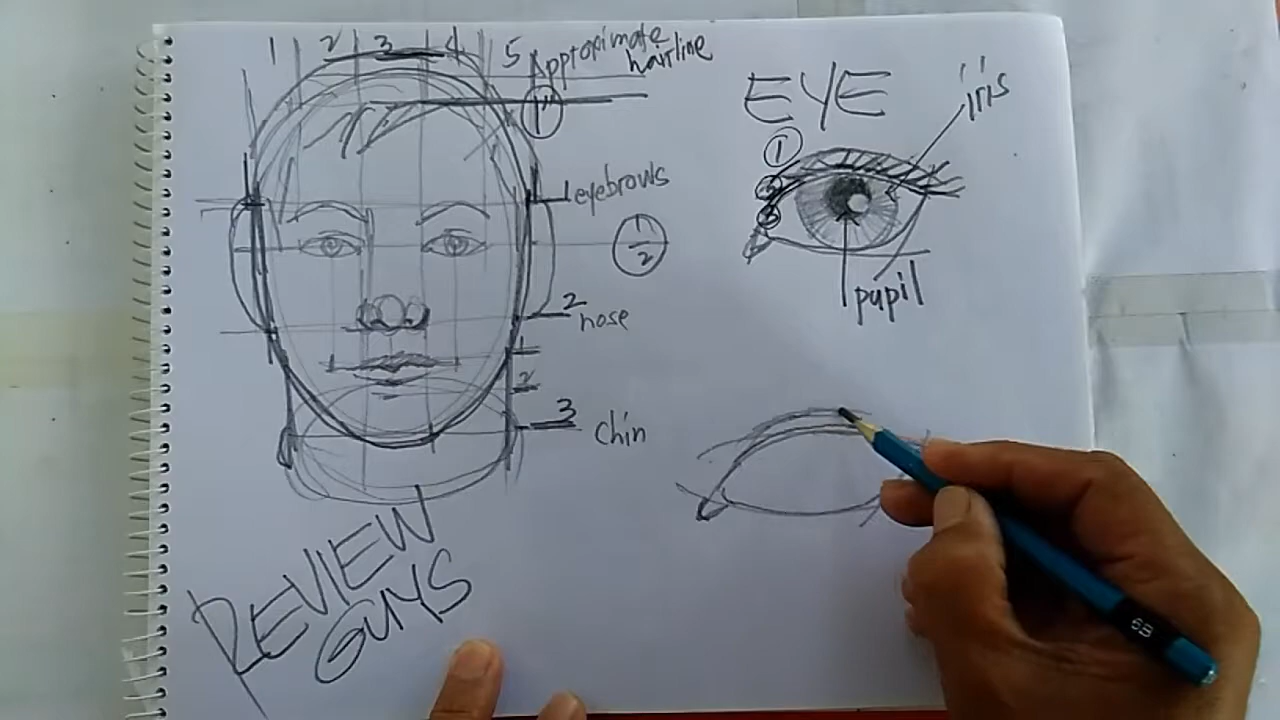 1 2 3 4 5
Approximate
hairline
1"
eyebrows
1/2
2
nose
1
2
3
Chin
REVIEW
GUYS
EYE
iris
1
2
3
pupil
6B